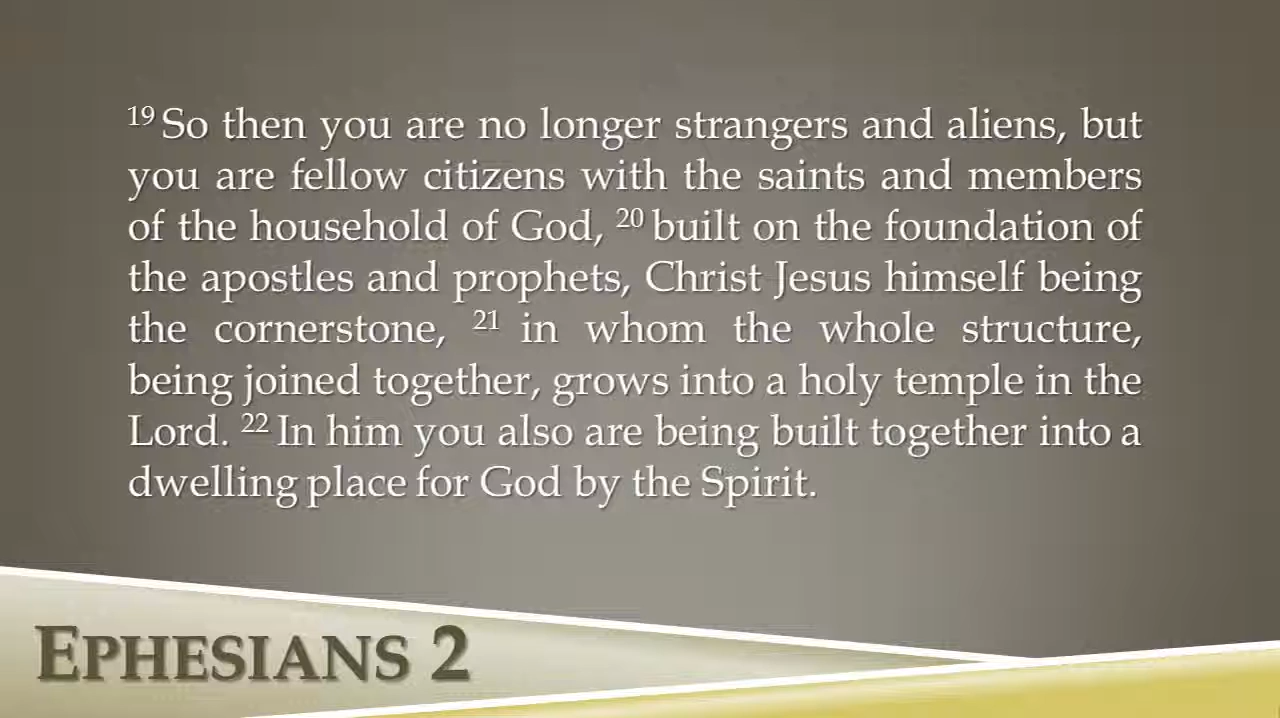 19 So then you are no longer strangers and aliens, but
you are fellow citizens with the saints and members
of the household of God, 20 built on the foundation of
the apostles and prophets, Christ Jesus himself being
the cornerstone, 21 in whom the whole structure,
being joined together, grows into a holy temple in the
Lord. 22 In him you also are being built together into a
dwelling place for God by the Spirit.
EPHESIANS 2